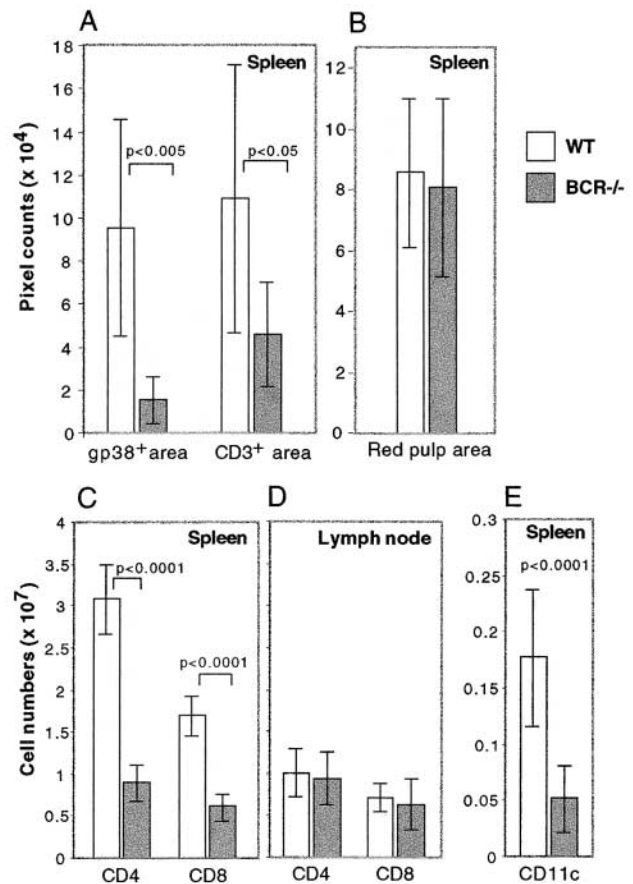 A
B
Pixel counts (x 10⁴)
18
16
14
12
10
8
6
4
2
0
Spleen
p<0.005
p<0.05
gp38⁺area
CD3⁺ area
12
10
8
6
4
2
0
Spleen
Red pulp area
WT
BCR-/-
C
D
E
Cell numbers (x 10⁷)
4
3.5
3
2.5
2
1.5
1
0.5
0
Spleen
p<0.0001
p<0.0001
CD4
CD8
Lymph node
CD4
CD8
0.3
0.25
0.2
0.15
0.1
0.05
0
Spleen
p<0.0001
CD11c